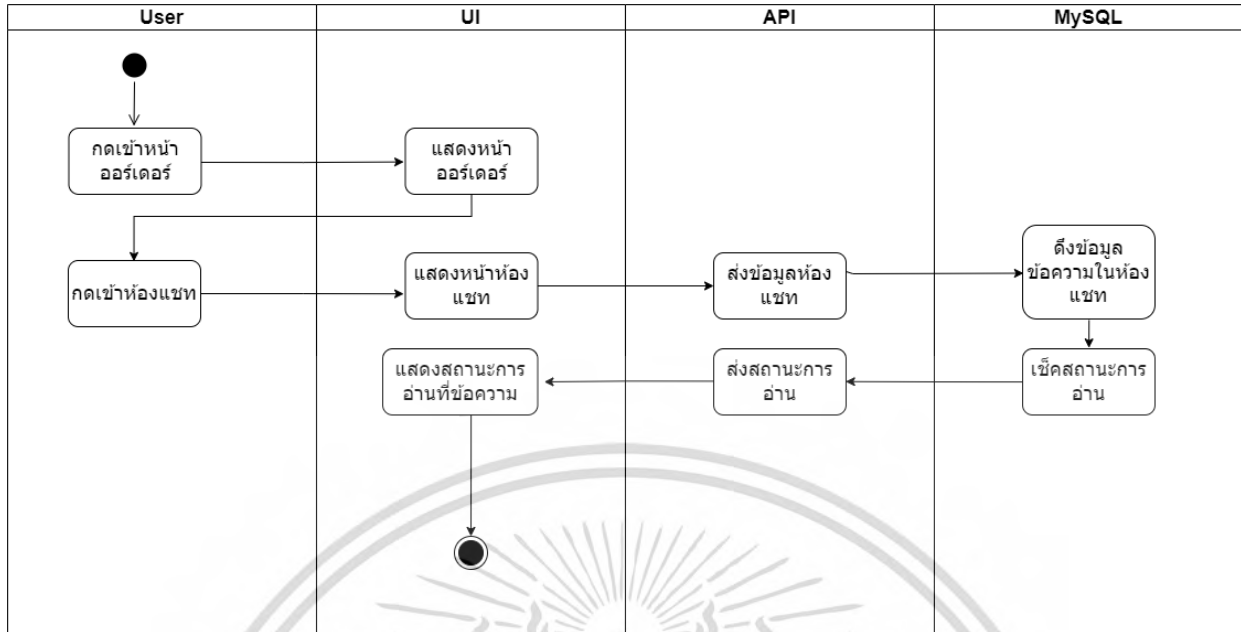 User
UI
API
MySQL
กดเข้าหน้า
ออร์เดอร์
แสดงหน้า
ออร์เดอร์
กดเข้าห้องแชท
แสดงหน้าห้อง
แชท
ส่งข้อมูลห้อง
แชท
ดึงข้อมูล
ข้อความในห้อง
แชท
แสดงสถานะการ
อ่านที่ข้อความ
ส่งสถานะการ
อ่าน
เช็คสถานะการ
อ่าน